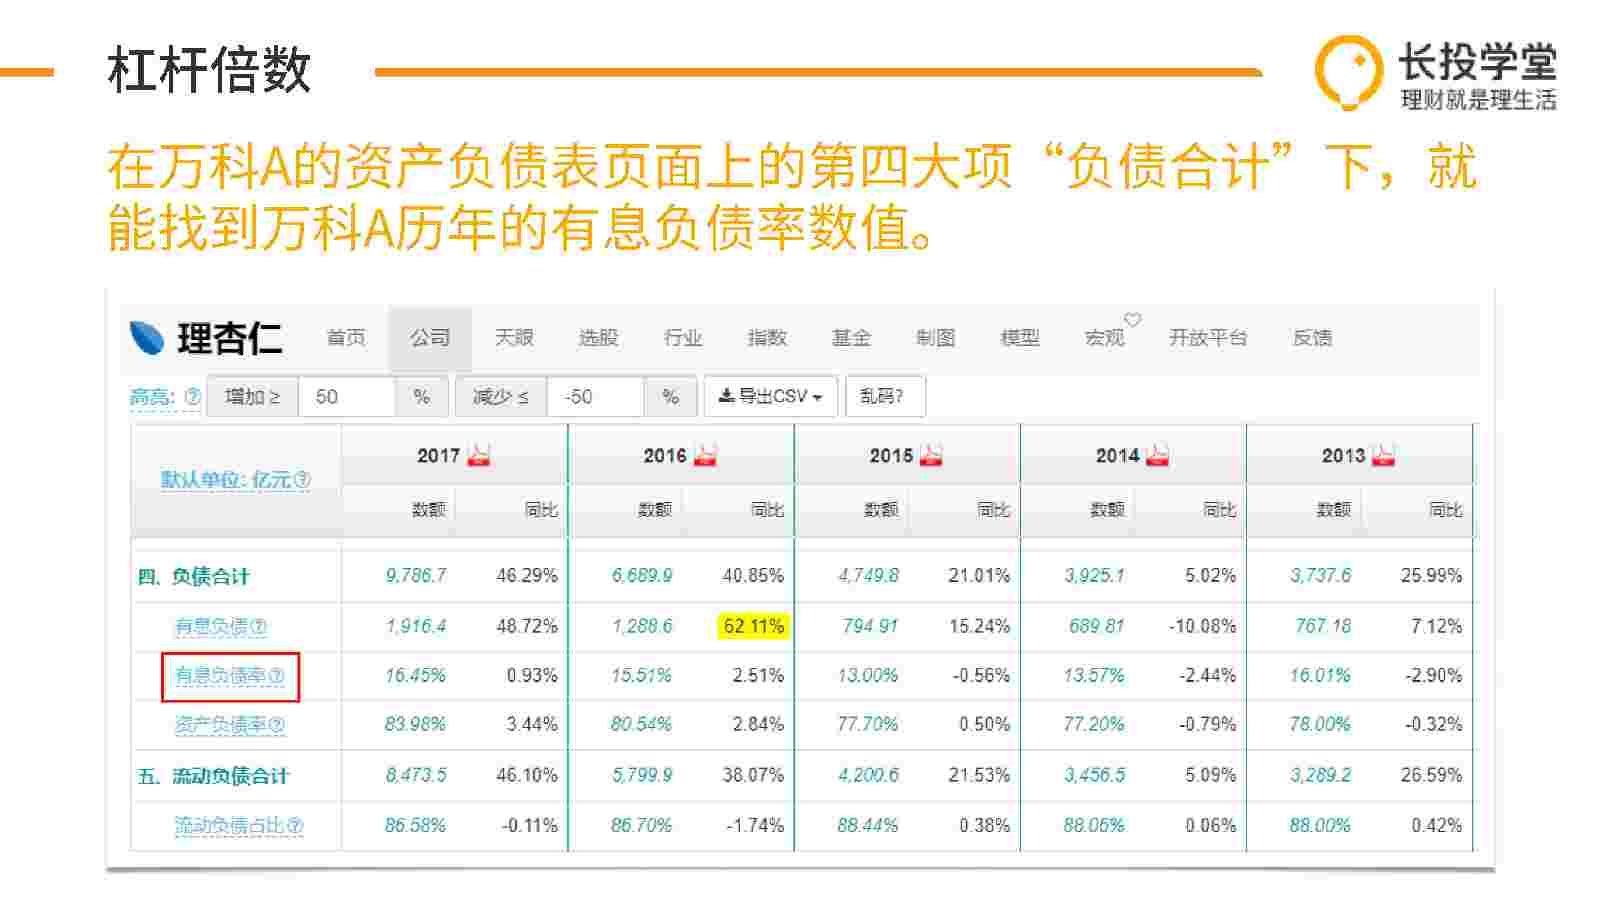 杠杆倍数
长投学堂
理财就是理生活
在万科A的资产负债表页面上的第四大项“负债合计”下，就
能找到万科A历年的有息负债率数值。
理杏仁 首页 公司 天眼 选股 行业 指数 基金 制图 模型 宏观 开放平台 反馈
高亮: 增加 ≥ 50 % 减少 ≤ -50 % 导出CSV 乱码?
默认单位: 亿元 2017 2016 2015 2014 2013
数额 同比 数额 同比 数额 同比 数额 同比 数额 同比
四、负债合计 9,786.7 46.29% 6,689.9 40.85% 4,749.8 21.01% 3,925.1 5.02% 3,737.6 25.99%
有息负债 1,916.4 48.72% 1,288.6 62.11% 794.91 15.24% 689.81 -10.08% 767.18 7.12%
有息负债率 16.45% 0.93% 15.51% 2.51% 13.00% -0.56% 13.57% -2.44% 16.01% -2.90%
资产负债率 83.98% 3.44% 80.54% 2.84% 77.70% 0.50% 77.20% -0.79% 78.00% -0.32%
五、流动负债合计 8,473.5 46.10% 5,799.9 38.07% 4,200.6 21.53% 3,456.5 5.09% 3,289.2 26.59%
流动负债占比 86.58% -0.11% 86.70% -1.74% 88.44% 0.38% 88.06% 0.06% 88.00% 0.42%